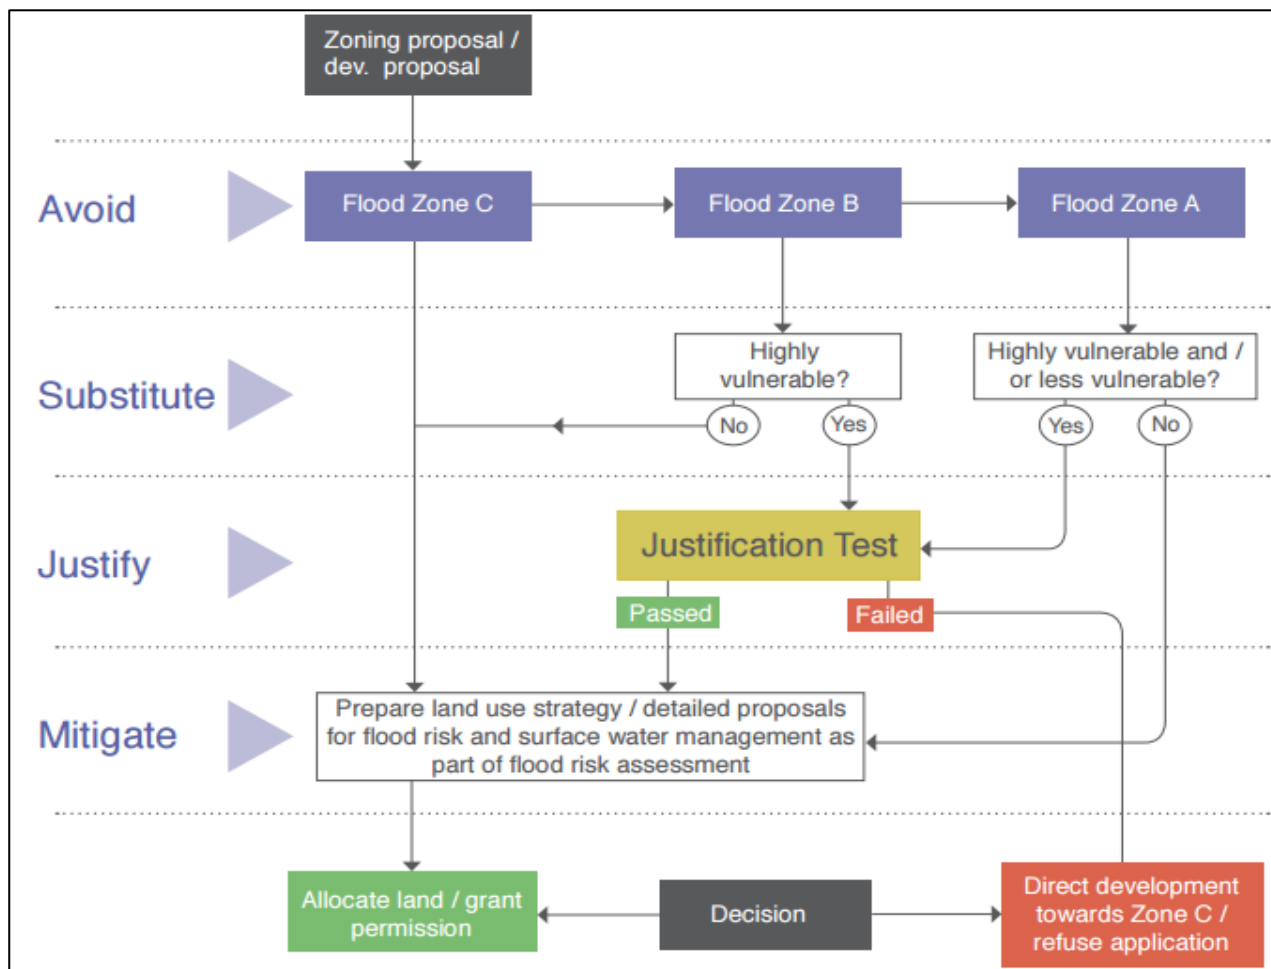 Zoning proposal /
dev. proposal
Avoid
Flood Zone C
Flood Zone B
Flood Zone A
Substitute
Highly
vulnerable?
Highly vulnerable and /
or less vulnerable?
No
Yes
Yes
No
Justify
Justification Test
Passed
Failed
Mitigate
Prepare land use strategy / detailed proposals
for flood risk and surface water management as
part of flood risk assessment
Allocate land / grant
permission
Decision
Direct development
towards Zone C /
refuse application